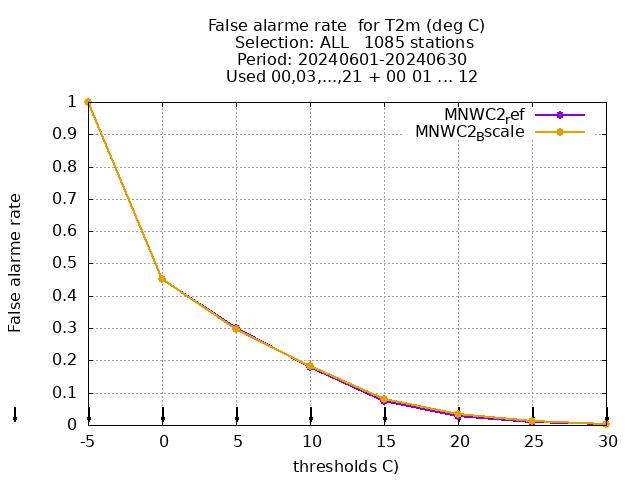 False alarme rate  for T2m (deg C)
Selection: ALL   1085 stations
Period: 20240601-20240630
Used 00,03,...,21 + 00 01 ... 12
MNWC2ref
MNWC2Bscale
False alarme rate
1
0.9
0.8
0.7
0.6
0.5
0.4
0.3
0.2
0.1
0
-5
0
5
10
15
20
25
30
thresholds C)